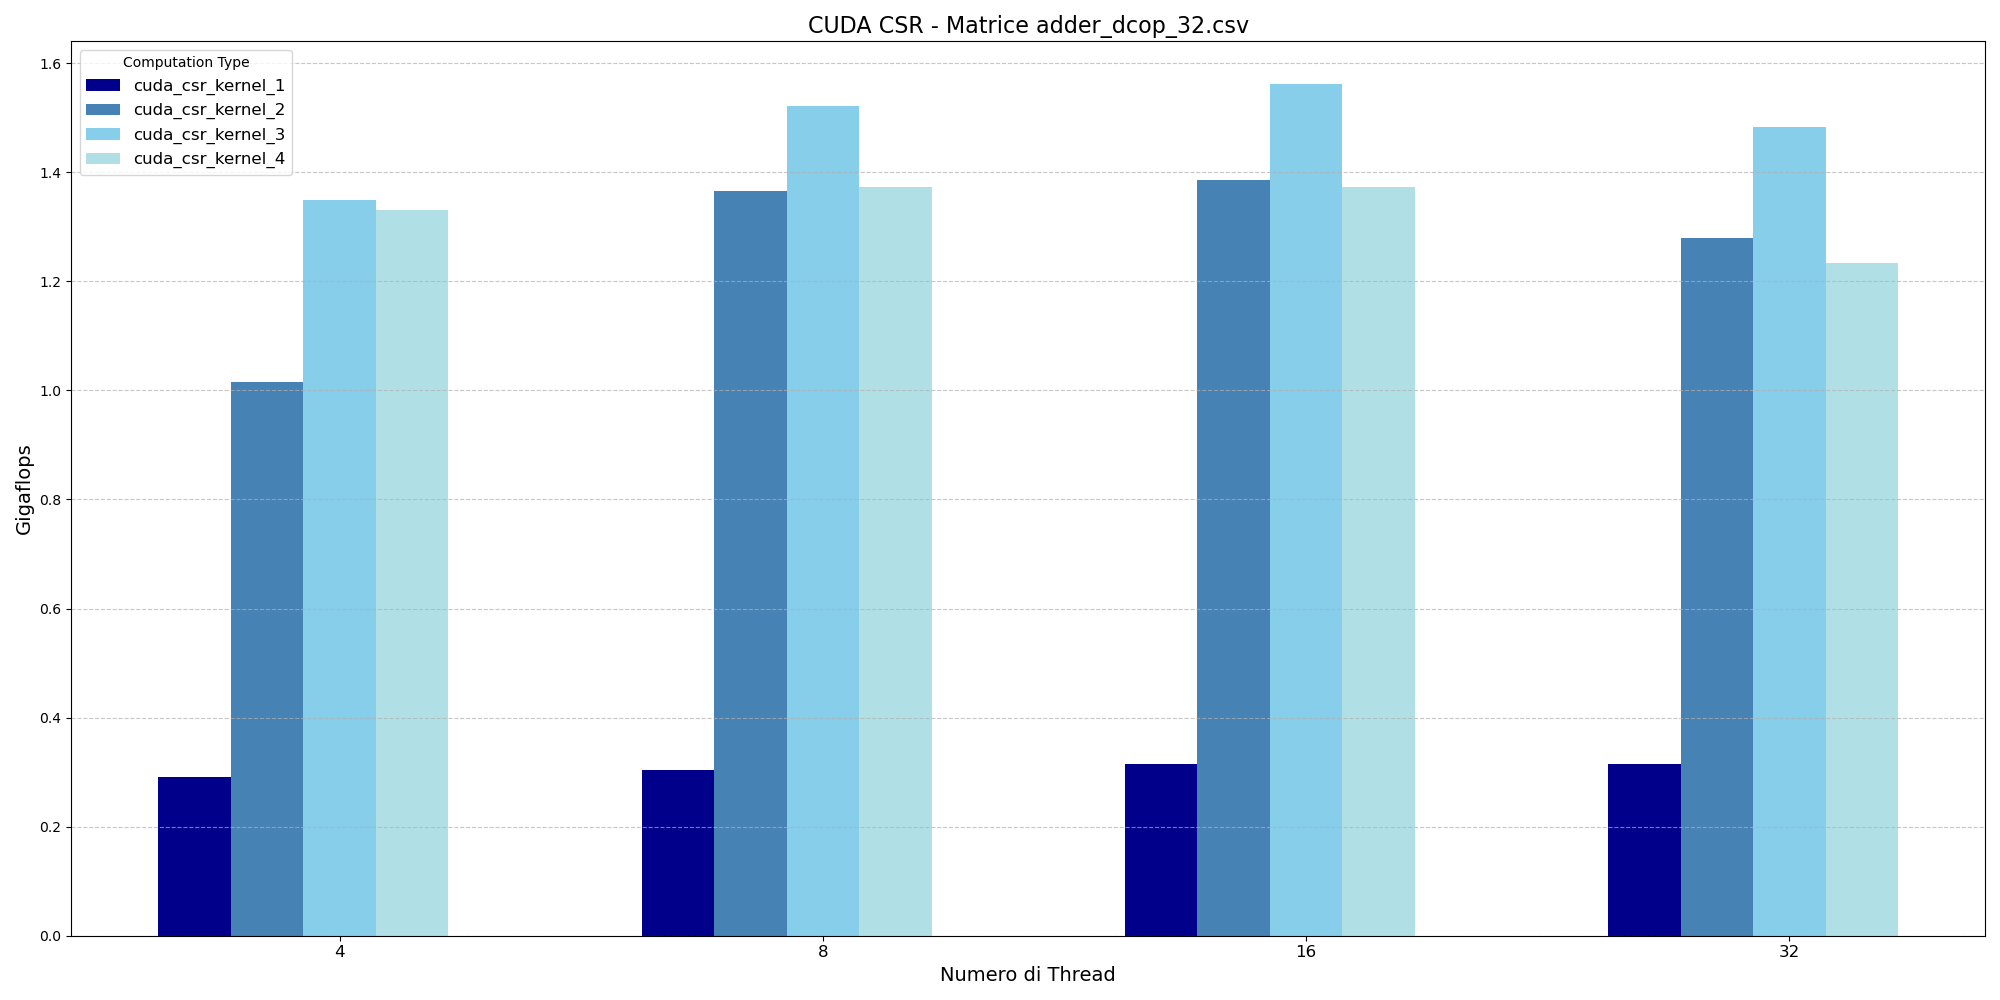 CUDA CSR - Matrice adder_dcop_32.csv
Computation Type
cuda_csr_kernel_1
cuda_csr_kernel_2
cuda_csr_kernel_3
cuda_csr_kernel_4
Gigaflops
1.6
1.4
1.2
1.0
0.8
0.6
0.4
0.2
0.0
4 8 16 32
Numero di Thread